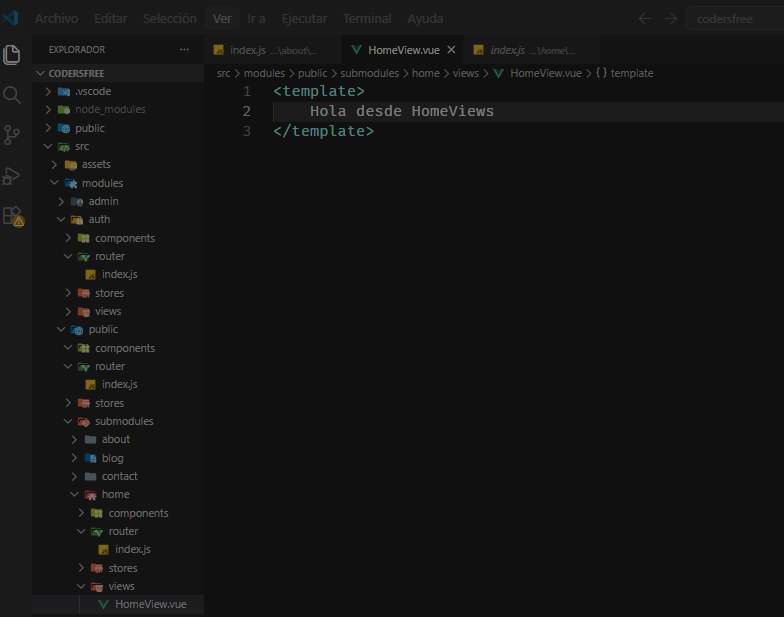 Archivo Editar Selección Ver Ir a Ejecutar Terminal Ayuda codersfree
EXPLORADOR ···
index.js ...\about\... HomeView.vue index.js ...\home\...
CODERSFREE
src > modules > public > submodules > home > views > HomeView.vue > {} template
.vscode
node_modules
public
src
assets
modules
admin
auth
components
router
index.js
stores
views
public
components
router
index.js
stores
submodules
about
blog
contact
home
components
router
index.js
stores
views
HomeView.vue
1 <template>
2 Hola desde HomeViews
3 </template>